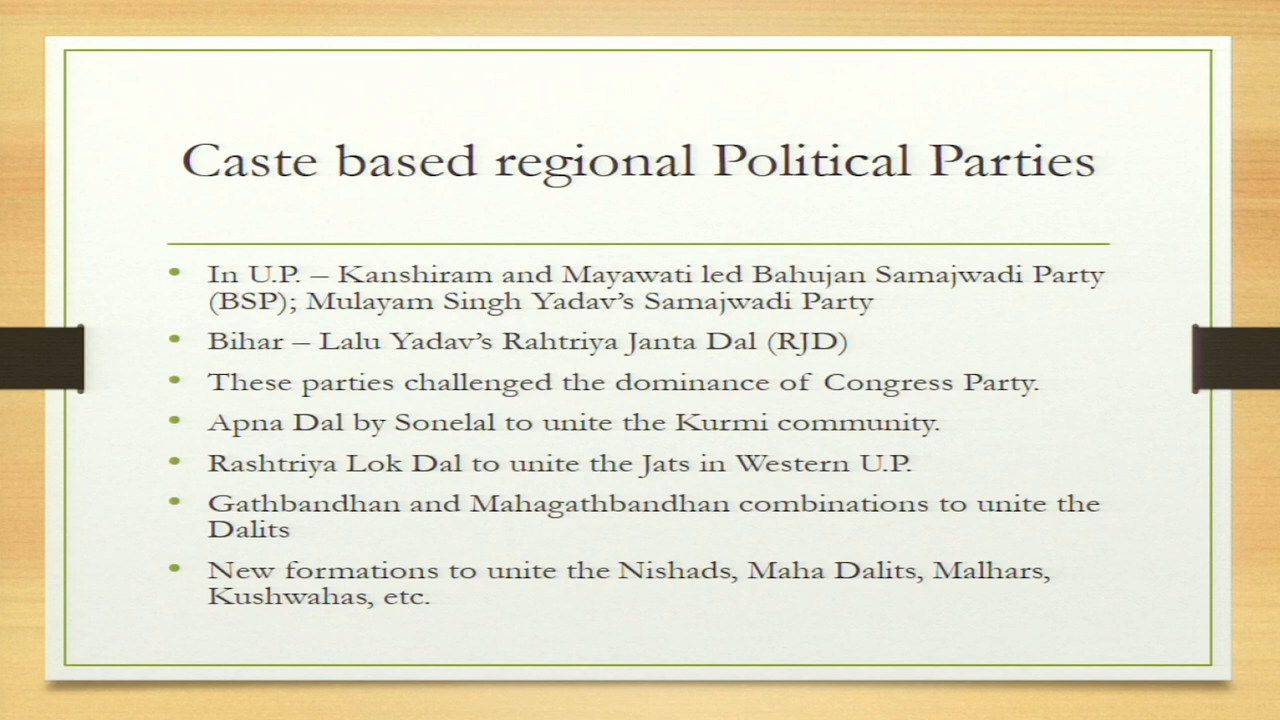 Caste based regional Political Parties
• In U.P. – Kanshiram and Mayawati led Bahujan Samajwadi Party
(BSP); Mulayam Singh Yadav’s Samajwadi Party
• Bihar – Lalu Yadav’s Rahtriya Janta Dal (RJD)
• These parties challenged the dominance of Congress Party.
• Apna Dal by Sonelal to unite the Kurmi community.
• Rashtriya Lok Dal to unite the Jats in Western U.P.
• Gathbandhan and Mahagathbandhan combinations to unite the
Dalits
• New formations to unite the Nishads, Maha Dalits, Malhars,
Kushwahas, etc.